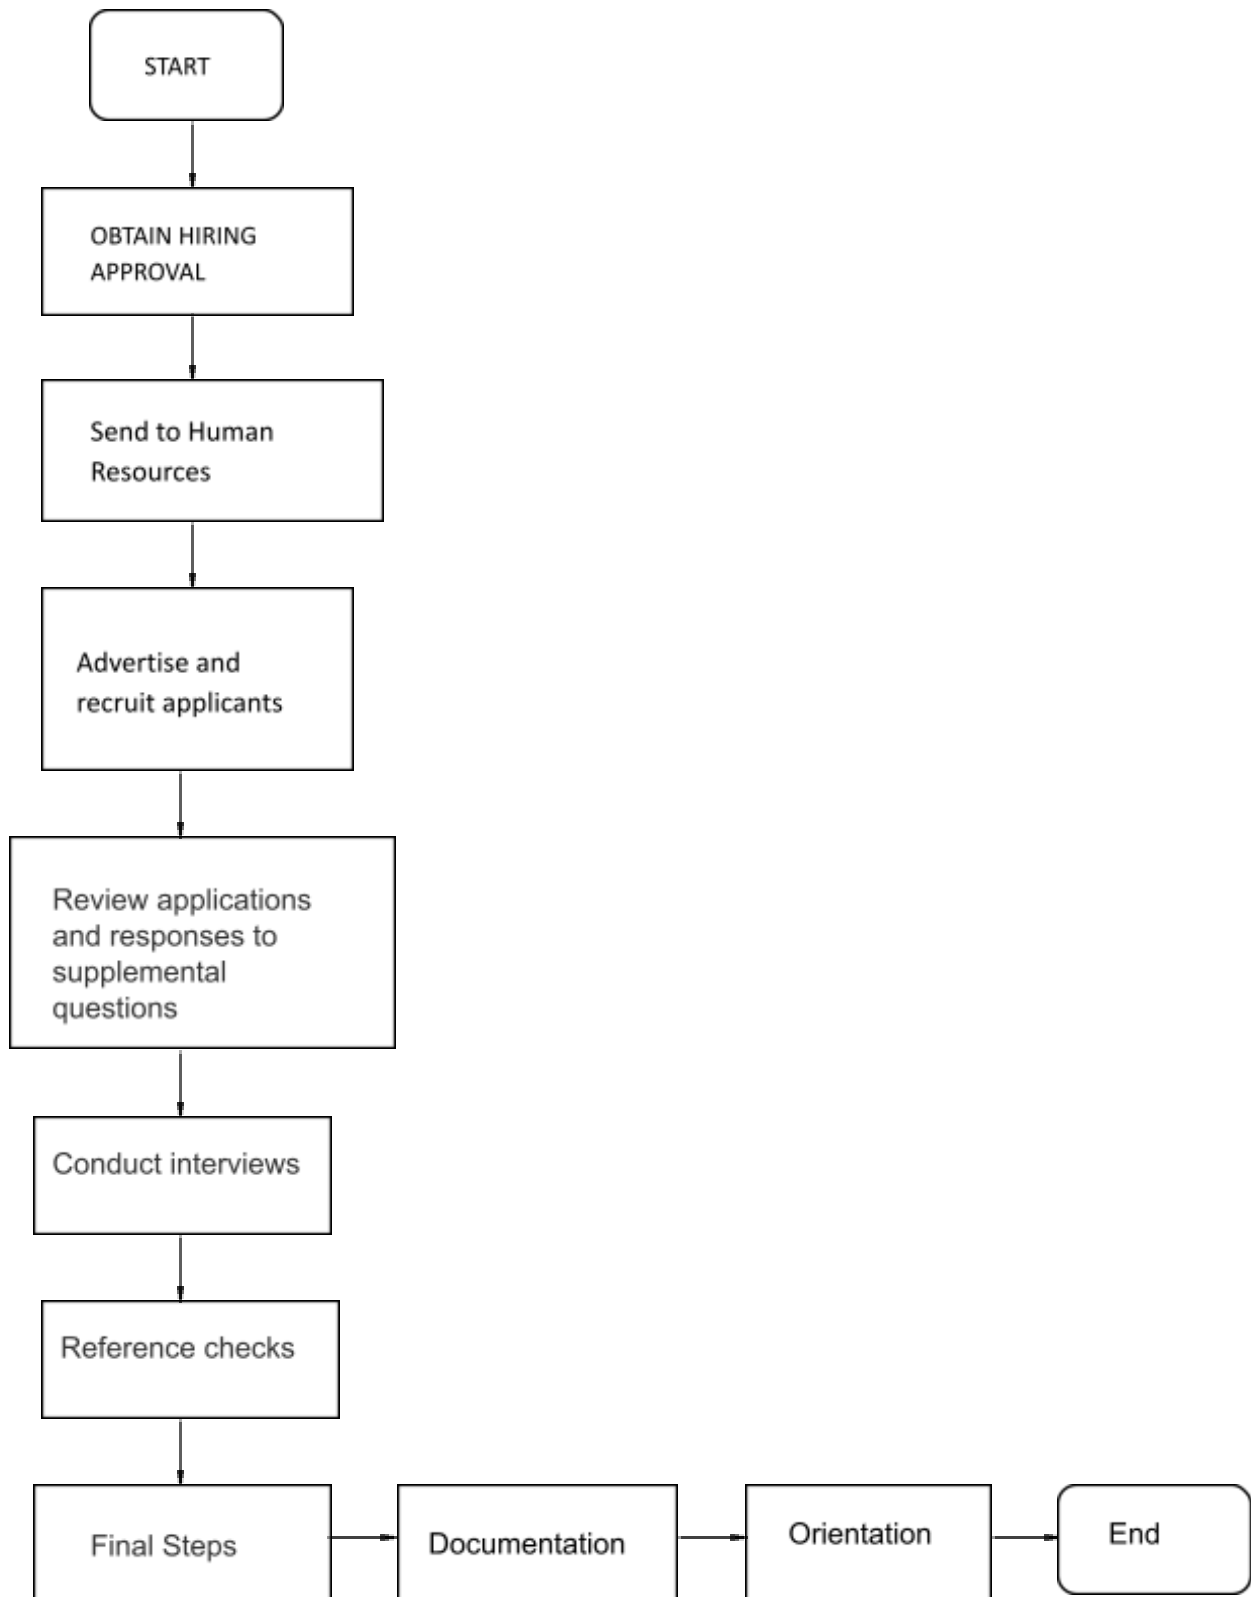 START
OBTAIN HIRING
APPROVAL
Send to Human
Resources
Advertise and
recruit applicants
Review applications
and responses to
supplemental
questions
Conduct interviews
Reference checks
Final Steps
Documentation
Orientation
End